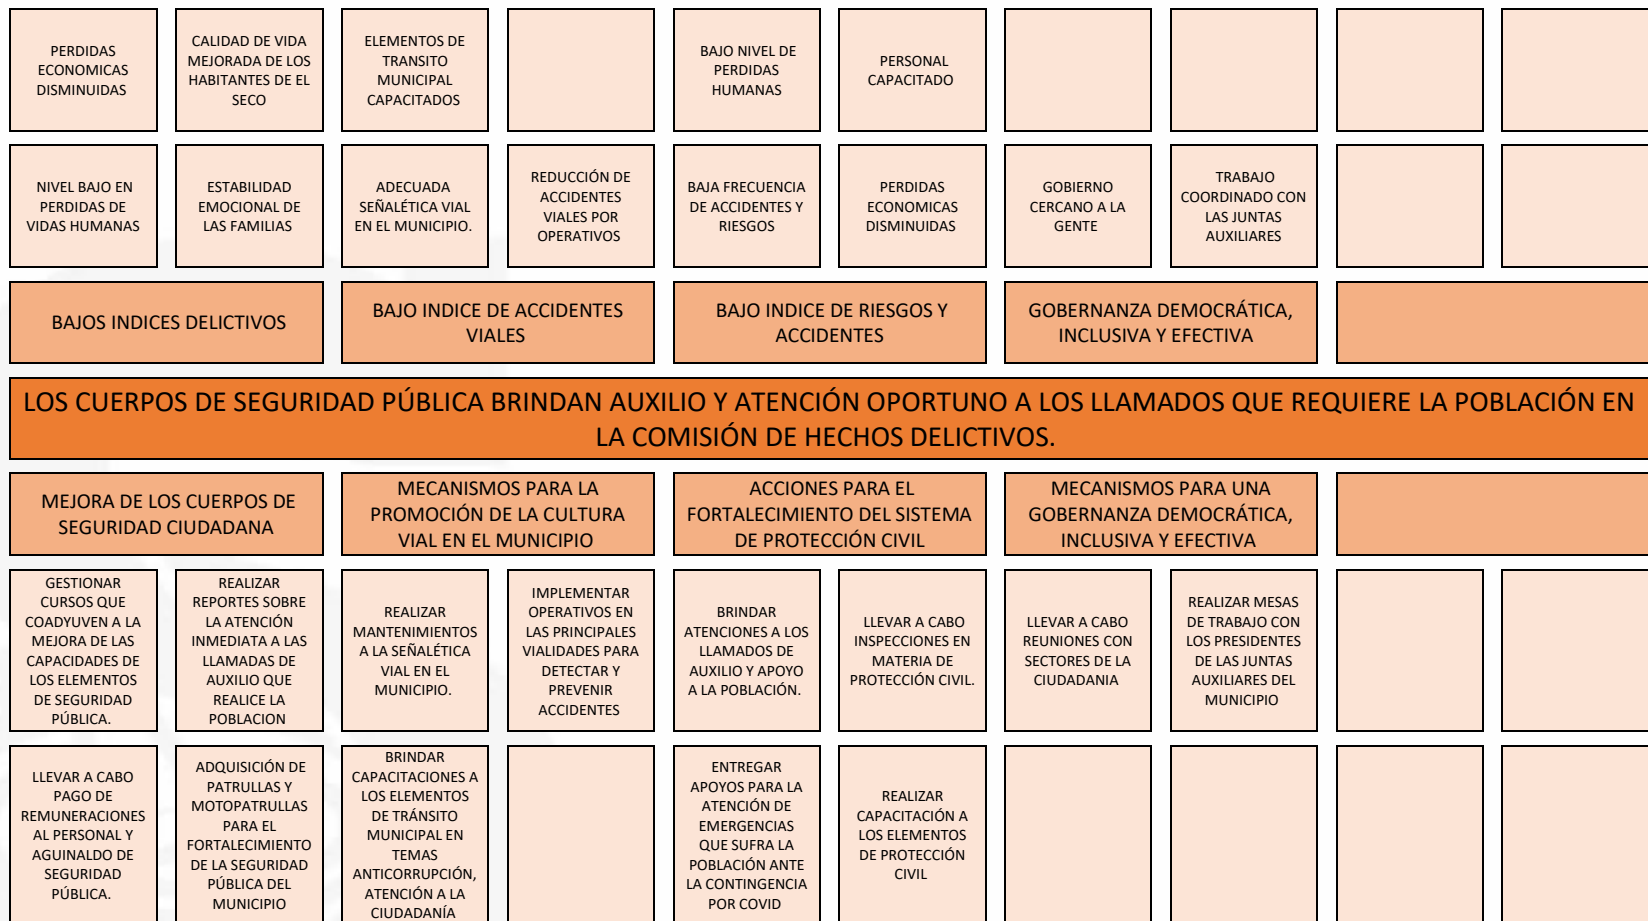 PERDIDAS
ECONOMICAS
DISMINUIDAS
CALIDAD DE VIDA
MEJORADA DE LOS
HABITANTES DE EL
SECO
ELEMENTOS DE
TRANSITO
MUNICIPAL
CAPACITADOS
BAJO NIVEL DE
PERDIDAS
HUMANAS
PERSONAL
CAPACITADO
NIVEL BAJO EN
PERDIDAS DE
VIDAS HUMANAS
ESTABILIDAD
EMOCIONAL DE
LAS FAMILIAS
ADECUADA
SEÑALÉTICA VIAL
EN EL MUNICIPIO.
REDUCCIÓN DE
ACCIDENTES
VIALES POR
OPERATIVOS
BAJA FRECUENCIA
DE ACCIDENTES Y
RIESGOS
PERDIDAS
ECONOMICAS
DISMINUIDAS
GOBIERNO
CERCANO A LA
GENTE
TRABAJO
COORDINADO CON
LAS JUNTAS
AUXILIARES
BAJOS INDICES DELICTIVOS
BAJO INDICE DE ACCIDENTES
VIALES
BAJO INDICE DE RIESGOS Y
ACCIDENTES
GOBERNANZA DEMOCRÁTICA,
INCLUSIVA Y EFECTIVA
LOS CUERPOS DE SEGURIDAD PÚBLICA BRINDAN AUXILIO Y ATENCIÓN OPORTUNO A LOS LLAMADOS QUE REQUIERE LA POBLACIÓN EN
LA COMISIÓN DE HECHOS DELICTIVOS.
MEJORA DE LOS CUERPOS DE
SEGURIDAD CIUDADANA
MECANISMOS PARA LA
PROMOCIÓN DE LA CULTURA
VIAL EN EL MUNICIPIO
ACCIONES PARA EL
FORTALECIMIENTO DEL SISTEMA
DE PROTECCIÓN CIVIL
MECANISMOS PARA UNA
GOBERNANZA DEMOCRÁTICA,
INCLUSIVA Y EFECTIVA
GESTIONAR
CURSOS QUE
COADYUVEN A LA
MEJORA DE LAS
CAPACIDADES DE
LOS ELEMENTOS
DE SEGURIDAD
PÚBLICA.
REALIZAR
REPORTES SOBRE
LA ATENCIÓN
INMEDIATA A LAS
LLAMADAS DE
AUXILIO QUE
REALICE LA
POBLACION
REALIZAR
MANTENIMIENTOS
A LA SEÑALÉTICA
VIAL EN EL
MUNICIPIO.
IMPLEMENTAR
OPERATIVOS EN
LAS PRINCIPALES
VIALIDADES PARA
DETECTAR Y
PREVENIR
ACCIDENTES
BRINDAR
ATENCIONES A LOS
LLAMADOS DE
AUXILIO Y APOYO
A LA POBLACIÓN.
LLEVAR A CABO
INSPECCIONES EN
MATERIA DE
PROTECCIÓN CIVIL.
LLEVAR A CABO
REUNIONES CON
SECTORES DE LA
CIUDADANIA
REALIZAR MESAS
DE TRABAJO CON
LOS PRESIDENTES
DE LAS JUNTAS
AUXILIARES DEL
MUNICIPIO
LLEVAR A CABO
PAGO DE
REMUNERACIONES
AL PERSONAL Y
AGUINALDO DE
SEGURIDAD
PÚBLICA.
ADQUISICIÓN DE
PATRULLAS Y
MOTOPATRULLAS
PARA EL
FORTALECIMIENTO
DE LA SEGURIDAD
PÚBLICA DEL
MUNICIPIO
BRINDAR
CAPACITACIONES A
LOS ELEMENTOS
DE TRÁNSITO
MUNICIPAL EN
TEMAS
ANTICORRUPCIÓN,
ATENCIÓN A LA
CIUDADANÍA
ENTREGAR
APOYOS PARA LA
ATENCIÓN DE
EMERGENCIAS
QUE SUFRA LA
POBLACIÓN ANTE
LA CONTINGENCIA
POR COVID
REALIZAR
CAPACITACIÓN A
LOS ELEMENTOS
DE PROTECCIÓN
CIVIL